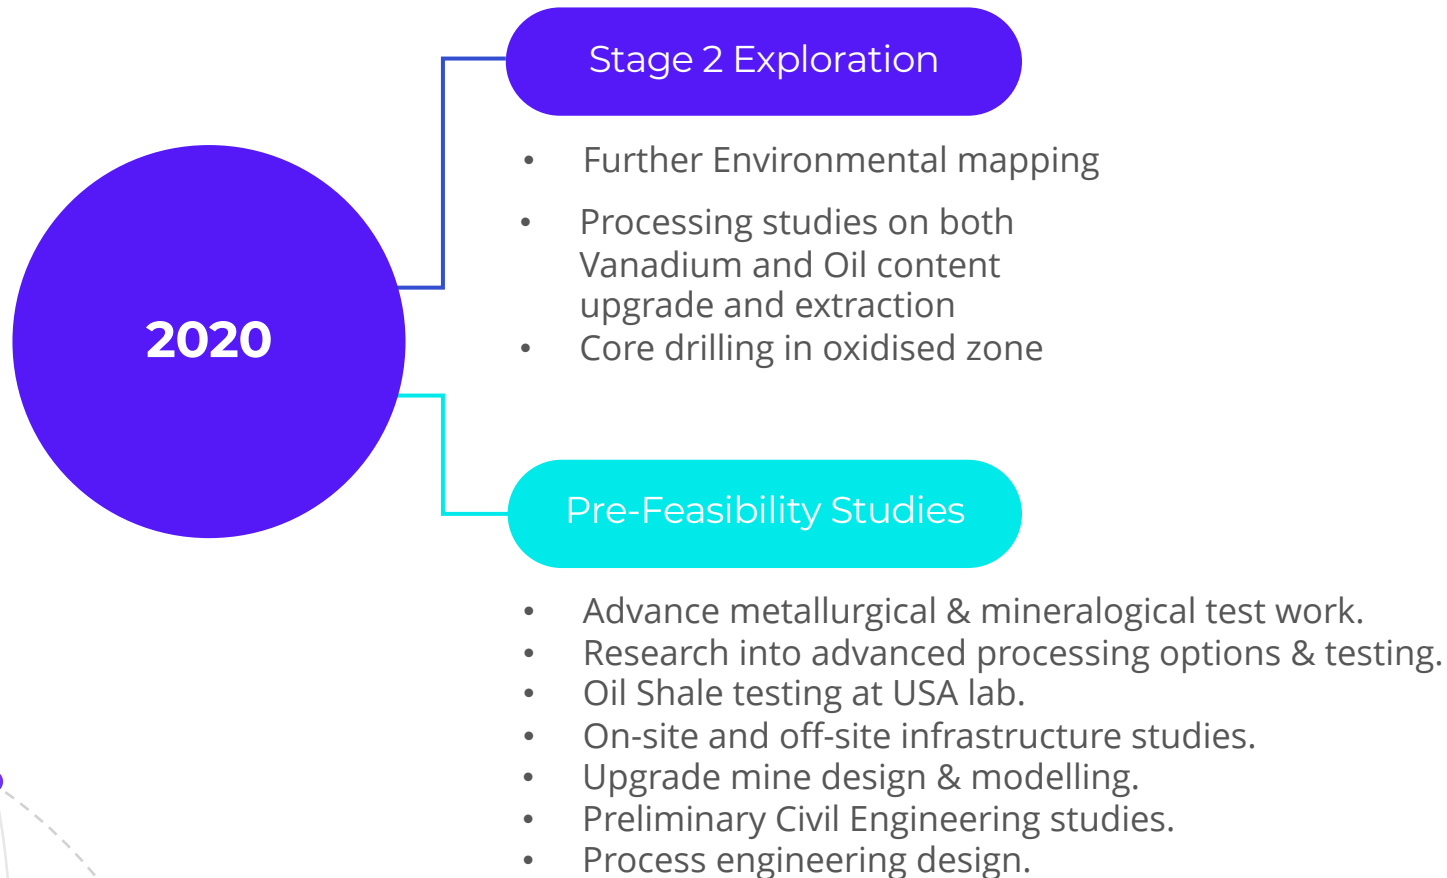 Stage 2 Exploration
• Further Environmental mapping
• Processing studies on both
Vanadium and Oil content
upgrade and extraction
• Core drilling in oxidised zone
2020
Pre-Feasibility Studies
• Advance metallurgical & mineralogical test work.
• Research into advanced processing options & testing.
• Oil Shale testing at USA lab.
• On-site and off-site infrastructure studies.
• Upgrade mine design & modelling.
• Preliminary Civil Engineering studies.
• Process engineering design.